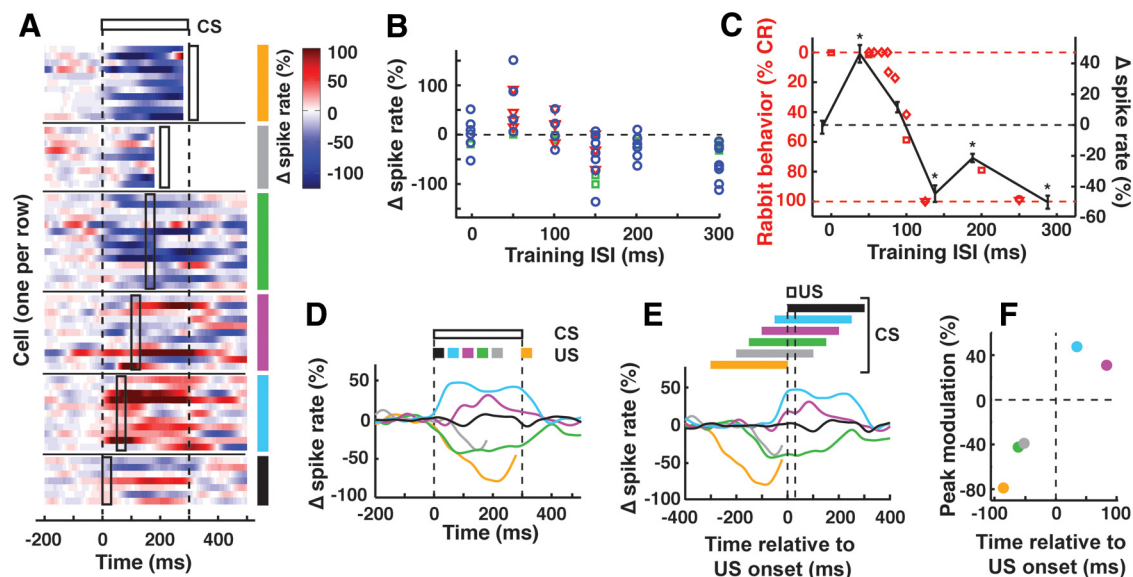 A
CS
Cell (one per row)
100
50
0
-50
-100
Δ spike rate (%)
-200
0
200
400
Time (ms)
B
Δ spike rate (%)
100
0
-100
0
100
200
300
Training ISI (ms)
C
Rabbit behavior (% CR)
0
20
40
60
80
100
*
*
*
*
40
20
0
-20
-40
-60
Δ spike rate (%)
0
100
200
300
Training ISI (ms)
D
CS
US
Δ spike rate (%)
50
0
-50
-100
-200
0
200
400
Time (ms)
E
US
CS
Δ spike rate (%)
50
0
-50
-100
-400
-200
0
200
400
Time relative to
US onset (ms)
F
Peak modulation (%)
40
0
-40
-80
-100
0
100
Time relative to
US onset (ms)